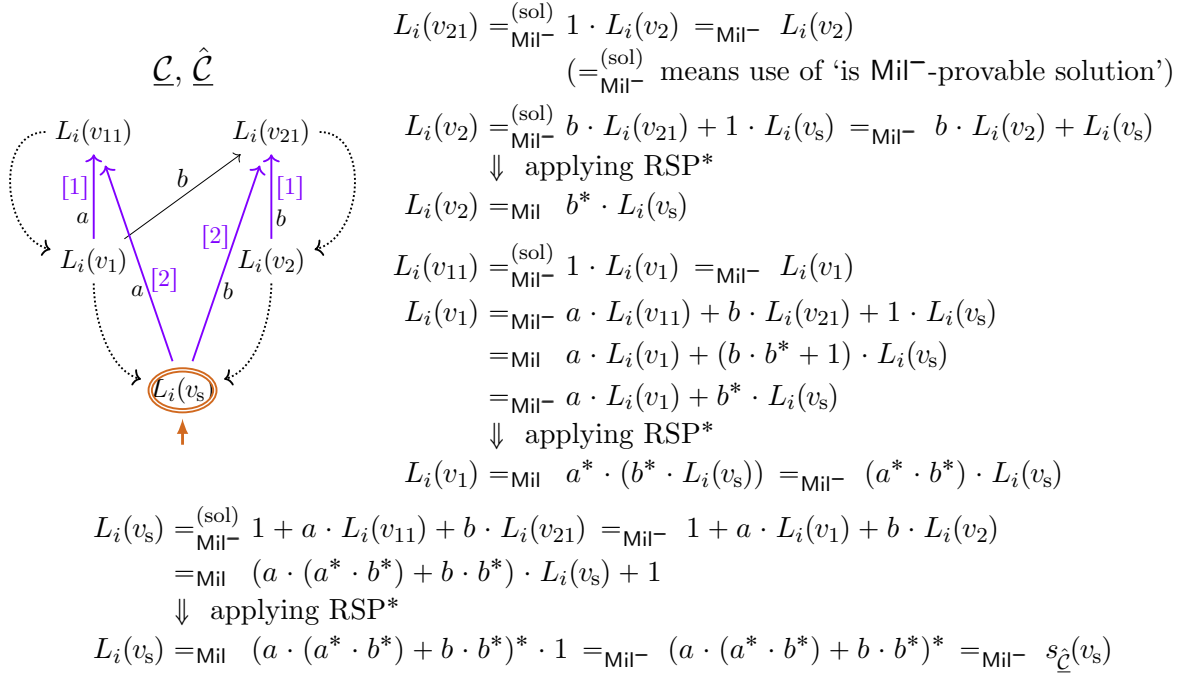 𝒞, 𝒞̂
L_i(v_11) L_i(v_21)
b
[1] [1]
a [2] b
L_i(v_1) L_i(v_2)
a [2] b
L_i(v_s)
L_i(v_21) =^(sol)_Mil⁻ 1 · L_i(v_2) =_Mil⁻ L_i(v_2)
(=^(sol)_Mil⁻ means use of ‘is Mil⁻-provable solution’)
L_i(v_2) =^(sol)_Mil⁻ b · L_i(v_21) + 1 · L_i(v_s) =_Mil⁻ b · L_i(v_2) + L_i(v_s)
⇓ applying RSP*
L_i(v_2) =_Mil b* · L_i(v_s)
L_i(v_11) =^(sol)_Mil⁻ 1 · L_i(v_1) =_Mil⁻ L_i(v_1)
L_i(v_1) =_Mil⁻ a · L_i(v_11) + b · L_i(v_21) + 1 · L_i(v_s)
=_Mil a · L_i(v_1) + (b · b* + 1) · L_i(v_s)
=_Mil⁻ a · L_i(v_1) + b* · L_i(v_s)
⇓ applying RSP*
L_i(v_1) =_Mil a* · (b* · L_i(v_s)) =_Mil⁻ (a* · b*) · L_i(v_s)
L_i(v_s) =^(sol)_Mil⁻ 1 + a · L_i(v_11) + b · L_i(v_21) =_Mil⁻ 1 + a · L_i(v_1) + b · L_i(v_2)
=_Mil (a · (a* · b*) + b · b*) · L_i(v_s) + 1
⇓ applying RSP*
L_i(v_s) =_Mil (a · (a* · b*) + b · b*)* · 1 =_Mil⁻ (a · (a* · b*) + b · b*)* =_Mil⁻ s_𝒞̂(v_s)